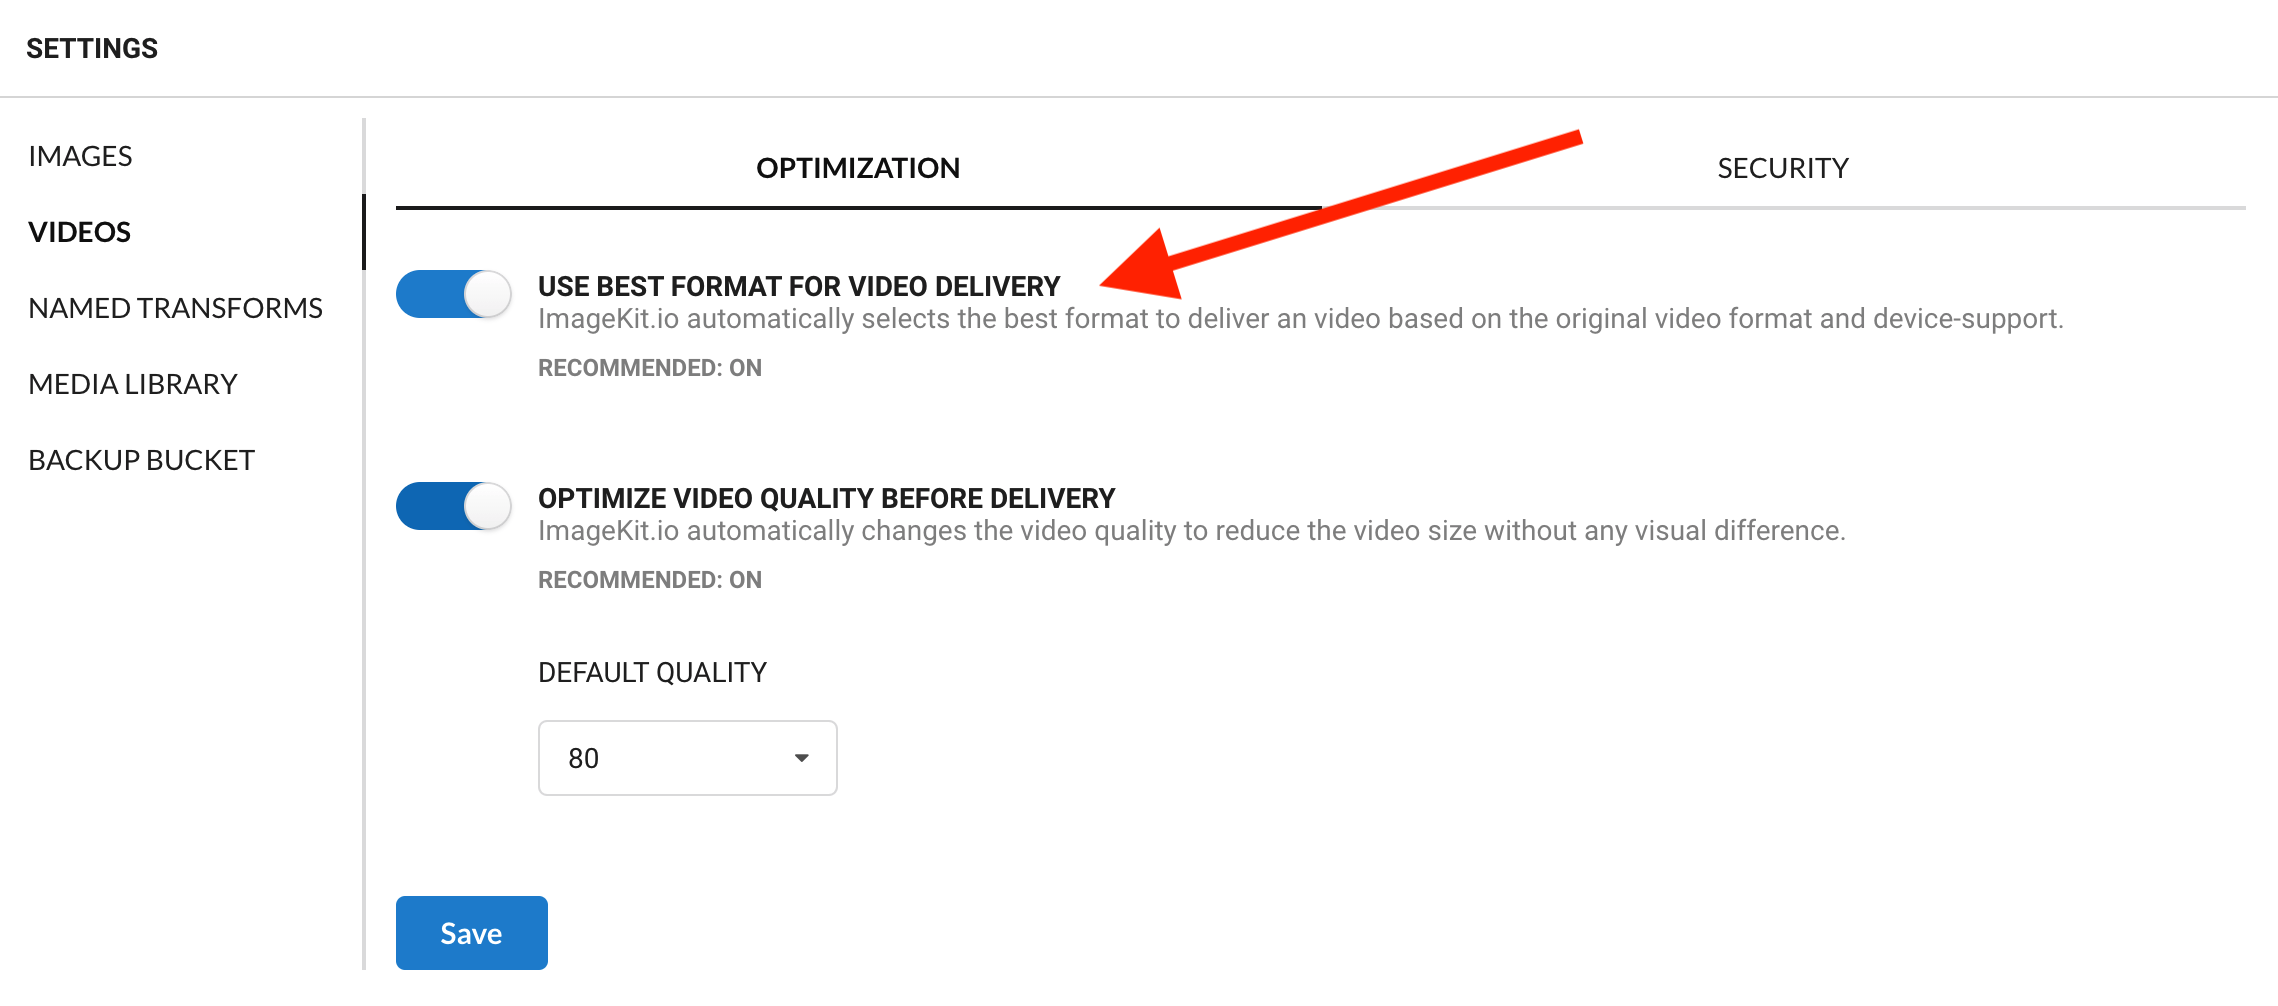 SETTINGS
IMAGES
VIDEOS
NAMED TRANSFORMS
MEDIA LIBRARY
BACKUP BUCKET
OPTIMIZATION
SECURITY
USE BEST FORMAT FOR VIDEO DELIVERY
ImageKit.io automatically selects the best format to deliver an video based on the original video format and device-support.
RECOMMENDED: ON
OPTIMIZE VIDEO QUALITY BEFORE DELIVERY
ImageKit.io automatically changes the video quality to reduce the video size without any visual difference.
RECOMMENDED: ON
DEFAULT QUALITY
80
Save